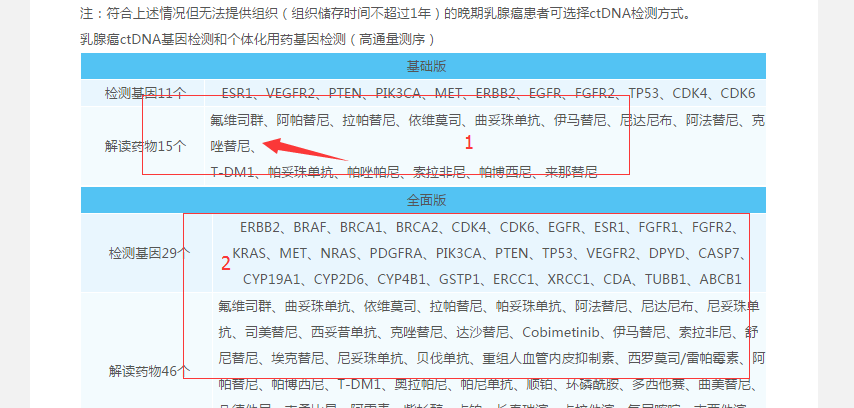 注：符合上述情况但无法提供组织（组织储存时间不超过1年）的晚期乳腺癌患者可选择ctDNA检测方式。
乳腺癌ctDNA基因检测和个体化用药基因检测（高通量测序）
基础版
检测基因11个
ESR1、VEGFR2、PTEN、PIK3CA、MET、ERBB2、EGFR、FGFR2、TP53、CDK4、CDK6
解读药物15个
氟维司群、阿帕替尼、拉帕替尼、依维莫司、曲妥珠单抗、伊马替尼、尼达尼布、阿法替尼、克
唑替尼、
1
T-DM1、帕妥珠单抗、帕唑帕尼、索拉非尼、帕博西尼、来那替尼
全面版
检测基因29个
2
ERBB2、BRAF、BRCA1、BRCA2、CDK4、CDK6、EGFR、ESR1、FGFR1、FGFR2、
KRAS、MET、NRAS、PDGFRA、PIK3CA、PTEN、TP53、VEGFR2、DPYD、CASP7、
CYP19A1、CYP2D6、CYP4B1、GSTP1、ERCC1、XRCC1、CDA、TUBB1、ABCB1
解读药物46个
氟维司群、曲妥珠单抗、依维莫司、拉帕替尼、帕妥珠单抗、阿法替尼、尼达尼布、尼妥珠单
抗、司美替尼、西妥昔单抗、克唑替尼、达沙替尼、Cobimetinib、伊马替尼、索拉非尼、舒
尼替尼、埃克替尼、尼妥珠单抗、贝伐单抗、重组人血管内皮抑制素、西罗莫司/雷帕霉素、阿
帕替尼、帕博西尼、T-DM1、奥拉帕尼、帕尼单抗、顺铂、环磷酰胺、多西他赛、曲美替尼、